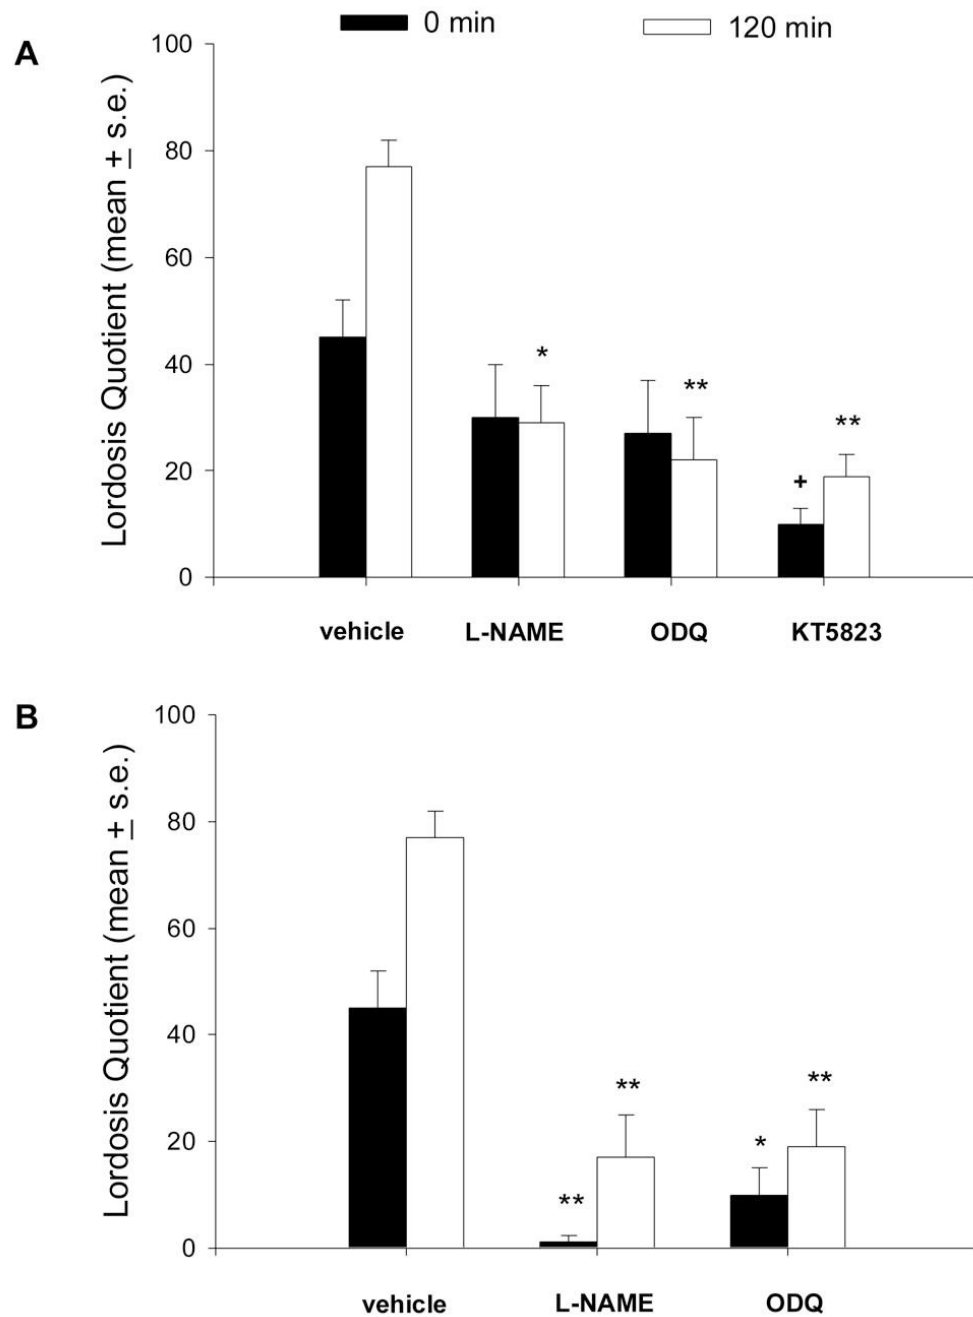 0 min 120 min
A
Lordosis Quotient (mean ± s.e.)
100
80
60
40
20
0
*
**
+
**
vehicle L-NAME ODQ KT5823
B
Lordosis Quotient (mean ± s.e.)
100
80
60
40
20
0
**
**
*
**
vehicle L-NAME ODQ